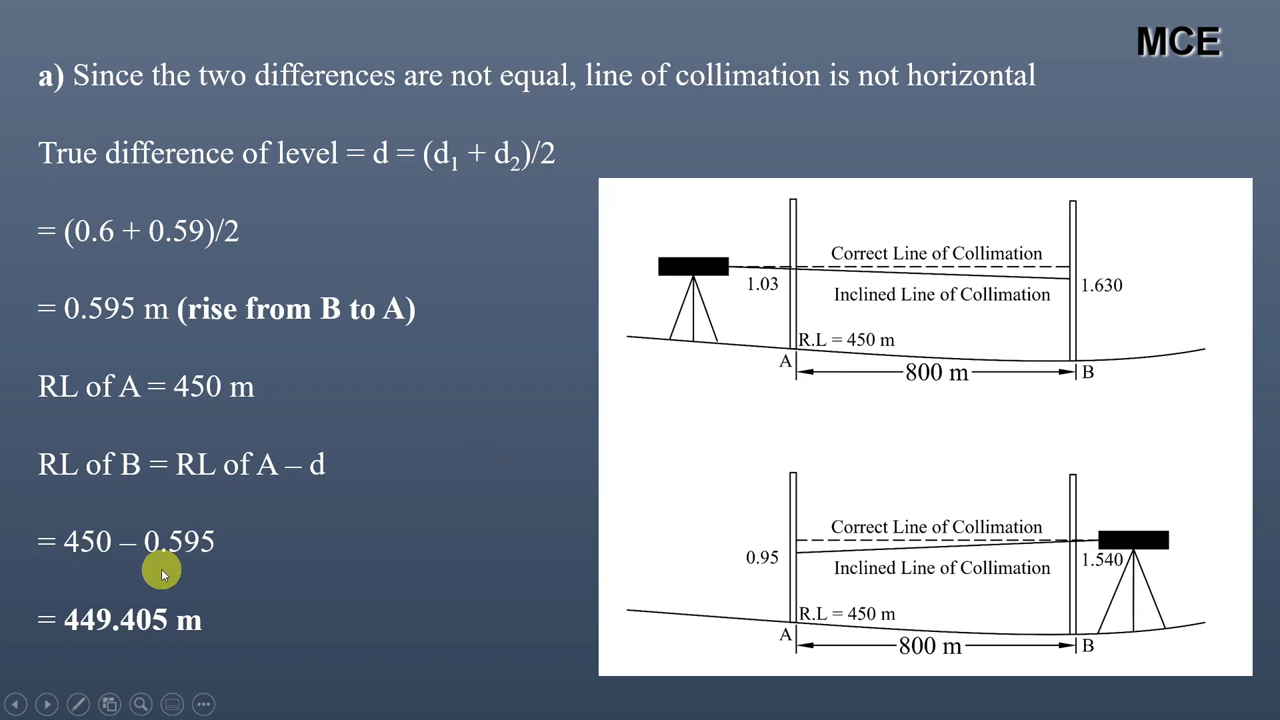 MCE
a) Since the two differences are not equal, line of collimation is not horizontal
True difference of level = d = (d₁ + d₂)/2
= (0.6 + 0.59)/2
= 0.595 m (rise from B to A)
RL of A = 450 m
RL of B = RL of A – d
= 450 – 0.595
= 449.405 m
Correct Line of Collimation
1.03
Inclined Line of Collimation
1.630
R.L = 450 m
A
800 m
B
Correct Line of Collimation
0.95
Inclined Line of Collimation
1.540
R.L = 450 m
A
800 m
B